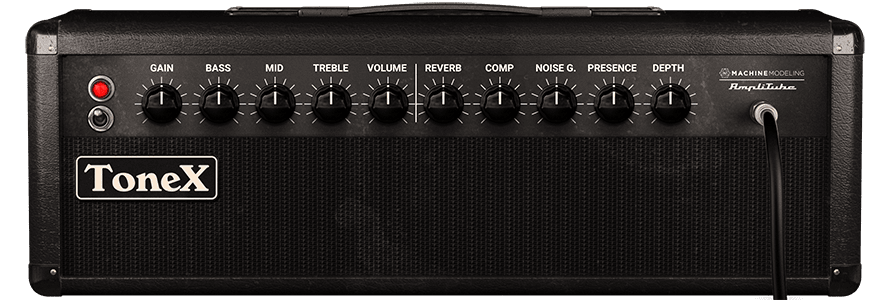 GAIN BASS MID TREBLE VOLUME REVERB COMP NOISE G. PRESENCE DEPTH
MACHINEMODELING
AmpliTube
ToneX